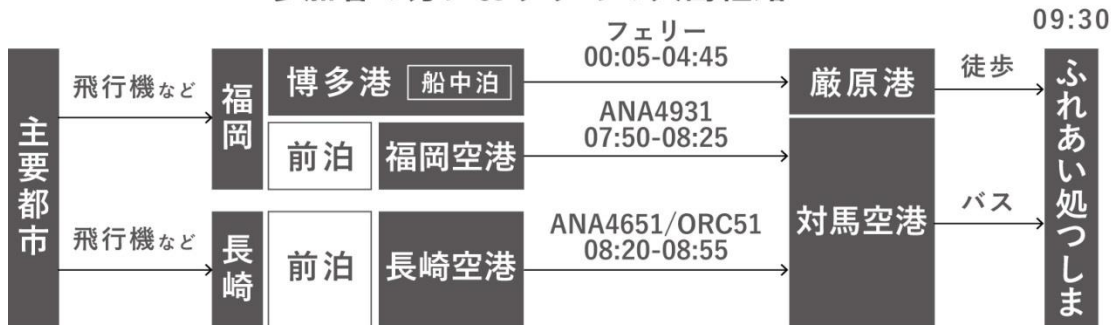 09:30
主要都市
飛行機など
福岡
博多港 船中泊
フェリー
00:05-04:45
厳原港
徒歩
ふれあい処つしま
前泊
福岡空港
ANA4931
07:50-08:25
対馬空港
バス
飛行機など
長崎
前泊
長崎空港
ANA4651/ORC51
08:20-08:55